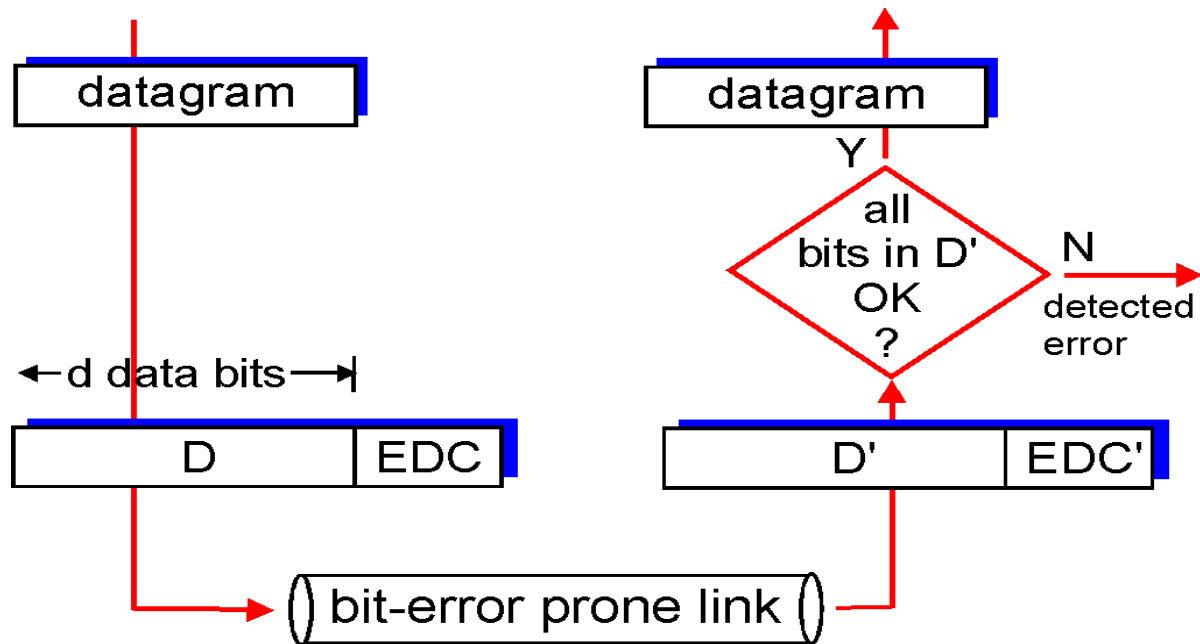 datagram
d data bits
D
EDC
bit-error prone link
D'
EDC'
all
bits in D'
OK
?
Y
N
detected
error
datagram